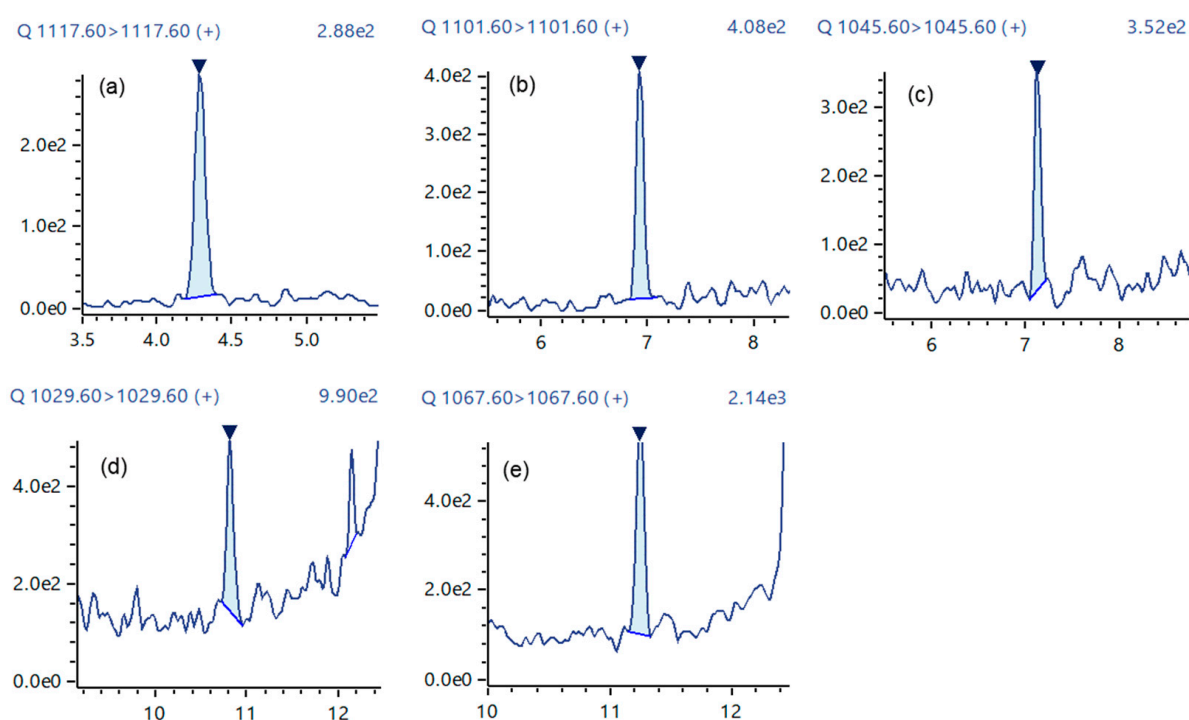 Q 1117.60>1117.60 (+) 2.88e2
(a)
2.0e2
1.0e2
0.0e0
3.5 4.0 4.5 5.0
Q 1101.60>1101.60 (+) 4.08e2
(b)
4.0e2
3.0e2
2.0e2
1.0e2
0.0e0
6 7 8
Q 1045.60>1045.60 (+) 3.52e2
(c)
3.0e2
2.0e2
1.0e2
0.0e0
6 7 8
Q 1029.60>1029.60 (+) 9.90e2
(d)
4.0e2
2.0e2
0.0e0
10 11 12
Q 1067.60>1067.60 (+) 2.14e3
(e)
4.0e2
2.0e2
0.0e0
10 11 12